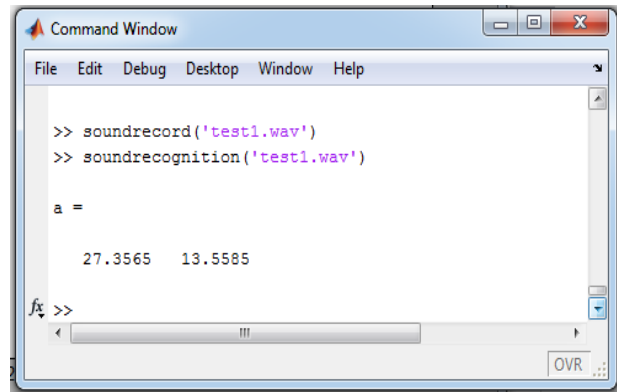 Command Window
File Edit Debug Desktop Window Help
>> soundrecord('test1.wav')
>> soundrecognition('test1.wav')
a =
27.3565 13.5585
fx >>
OVR